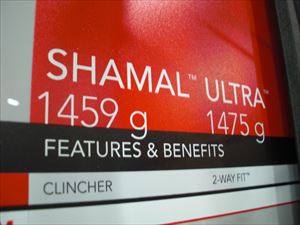 SHAMAL™ ULTRA™
1459 g 1475 g
FEATURES & BENEFITS
CLINCHER 2-WAY FIT™